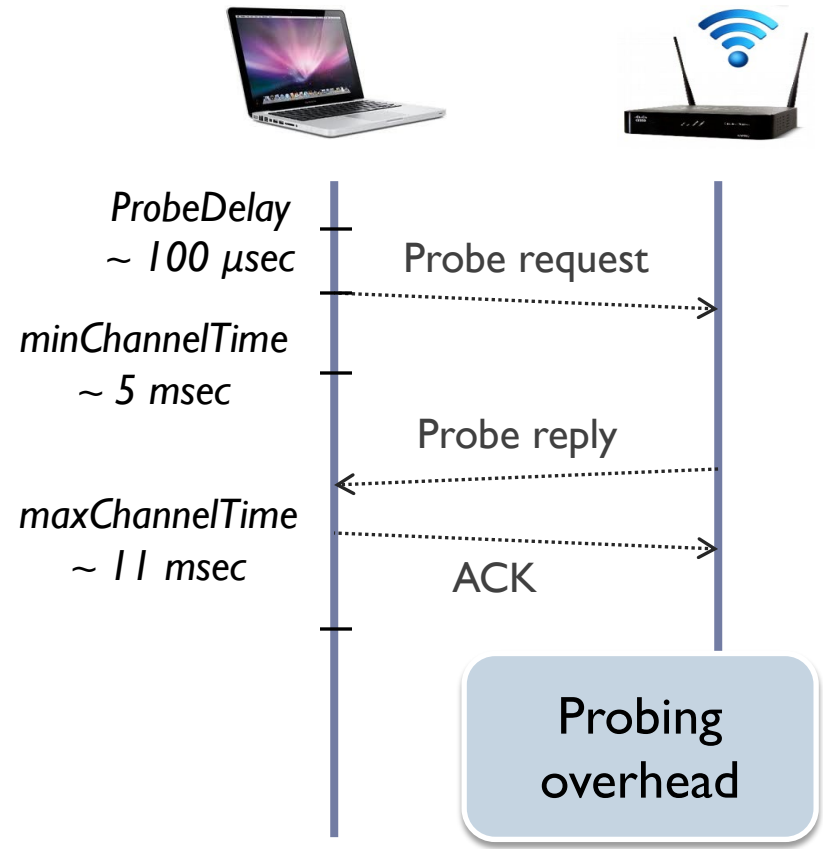 ProbeDelay
~ 100 μsec
Probe request
minChannelTime
~ 5 msec
Probe reply
maxChannelTime
~ 11 msec
ACK
Probing
overhead